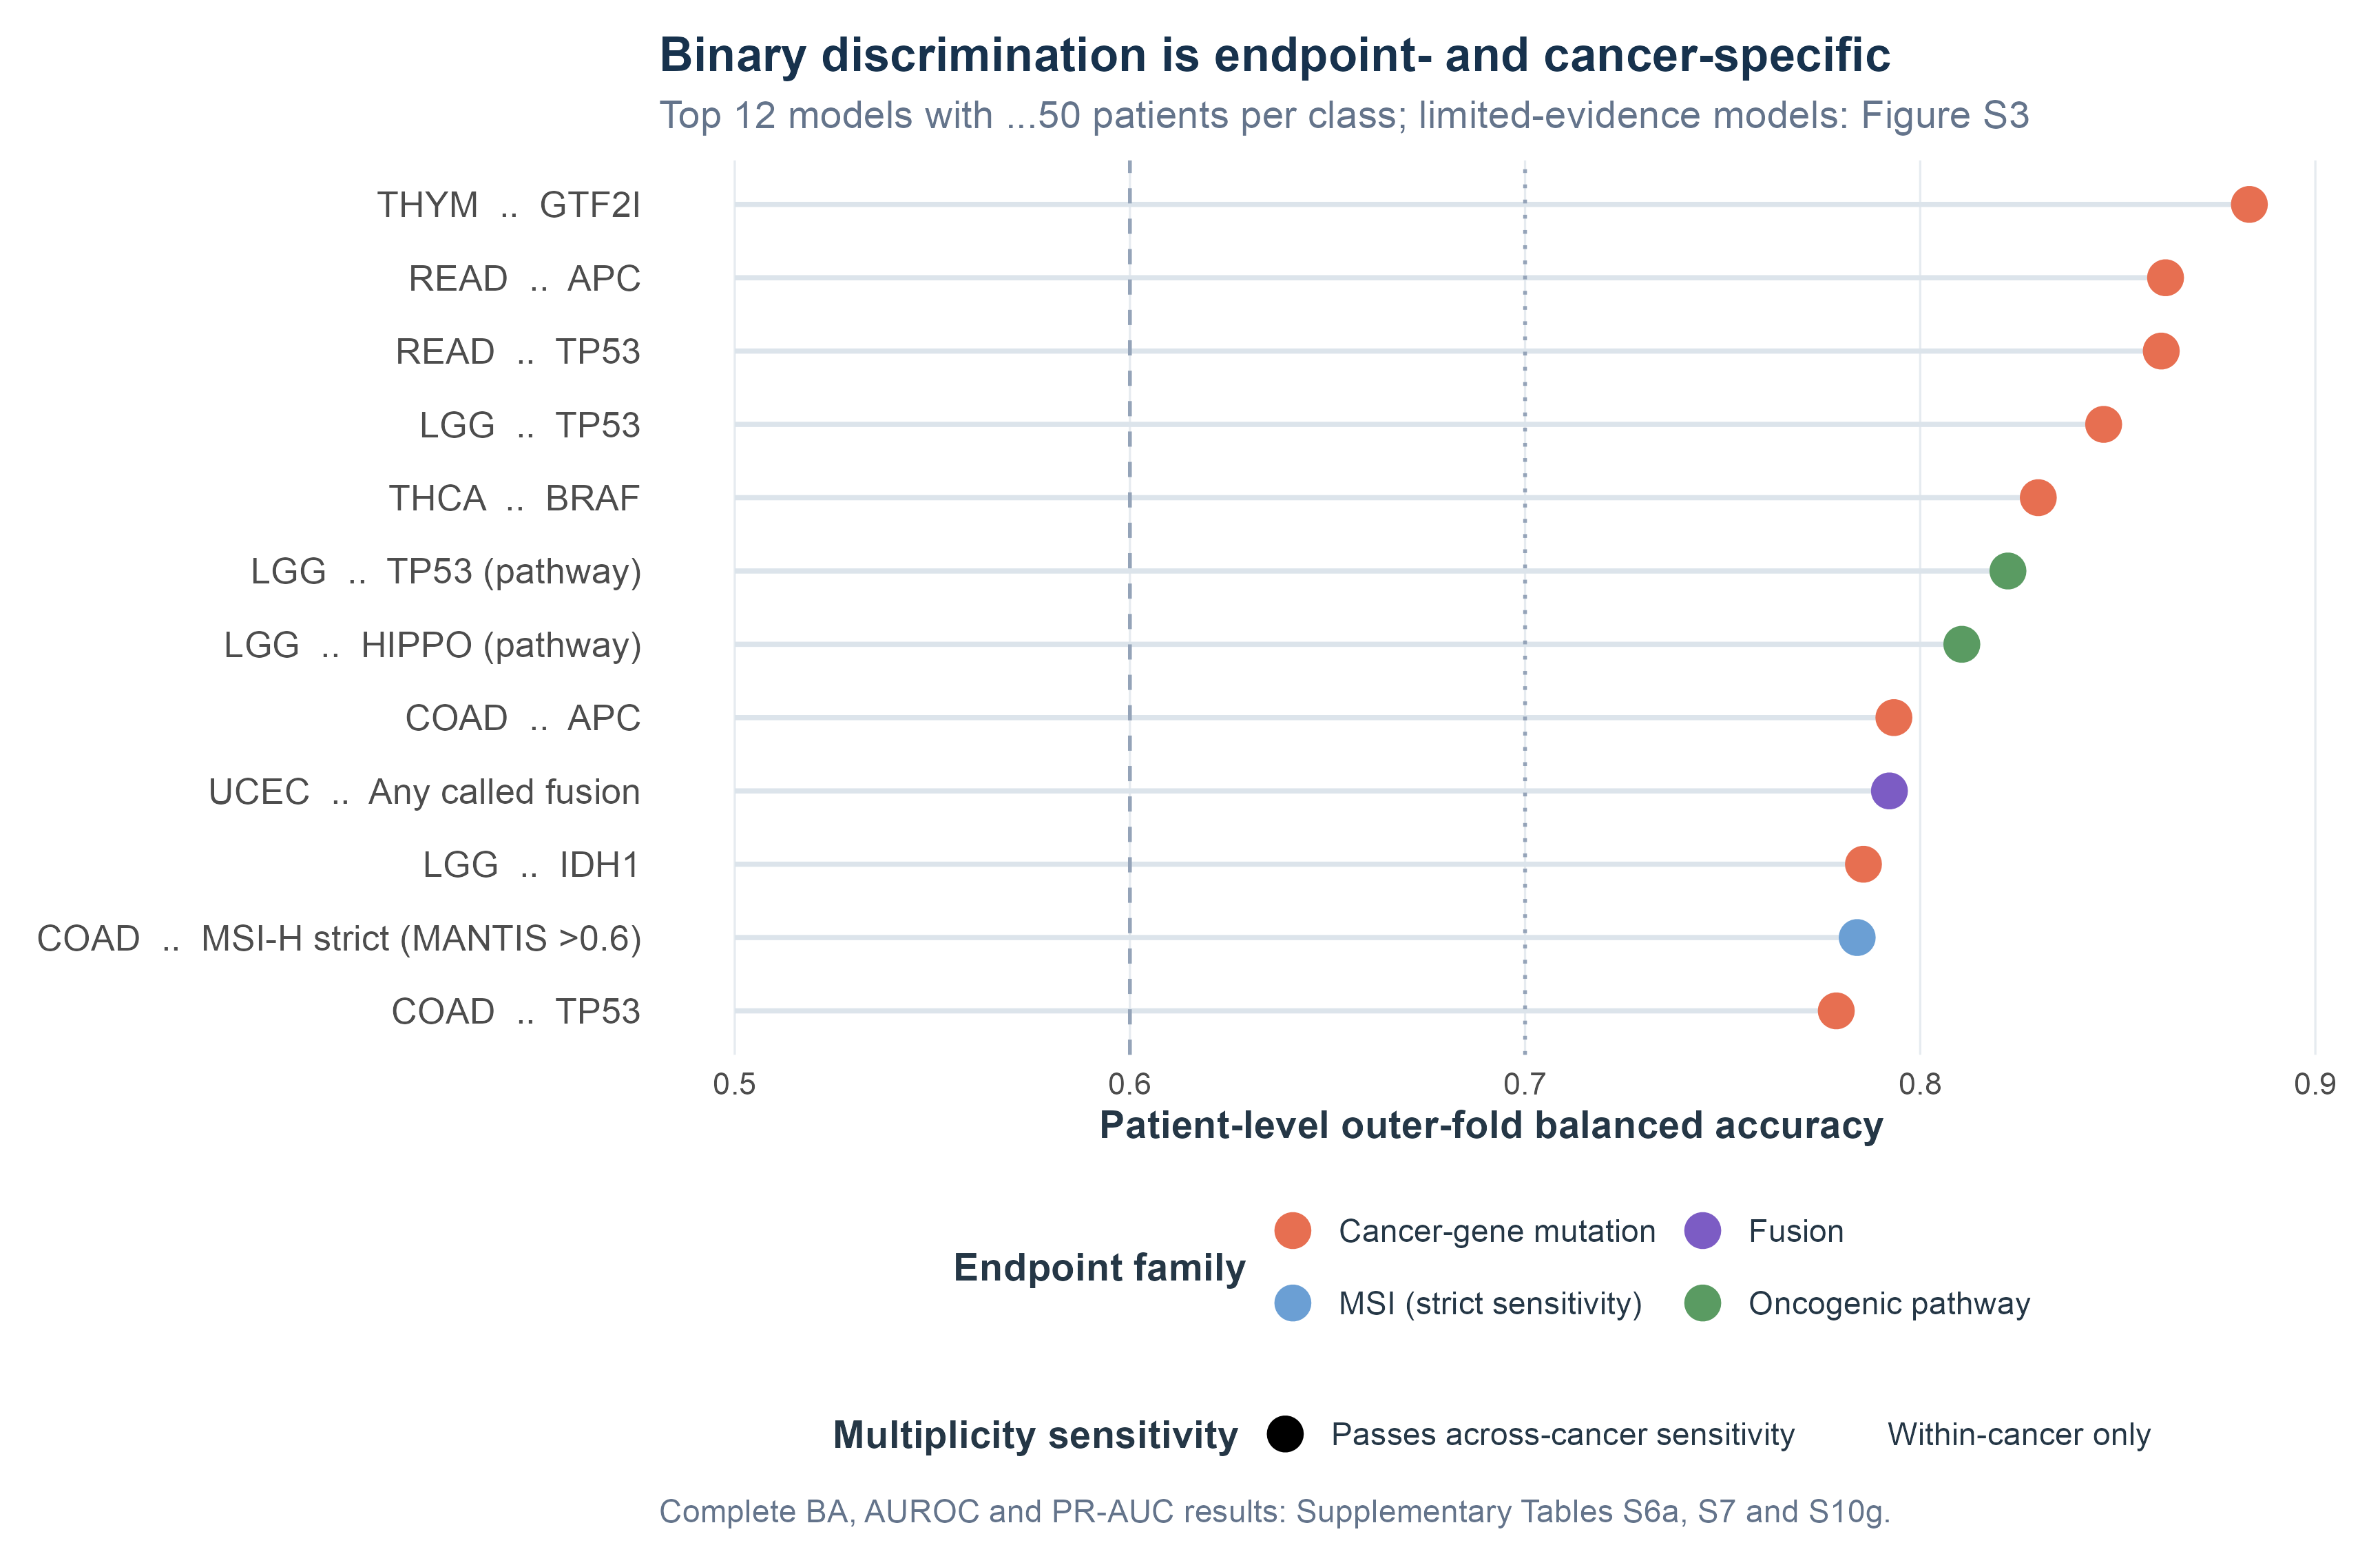 Binary discrimination is endpoint- and cancer-specific
Top 12 models with ...50 patients per class; limited-evidence models: Figure S3
THYM .. GTF2I
READ .. APC
READ .. TP53
LGG .. TP53
THCA .. BRAF
LGG .. TP53 (pathway)
LGG .. HIPPO (pathway)
COAD .. APC
UCEC .. Any called fusion
LGG .. IDH1
COAD .. MSI-H strict (MANTIS >0.6)
COAD .. TP53
0.5 0.6 0.7 0.8 0.9
Patient-level outer-fold balanced accuracy
Endpoint family
Cancer-gene mutation
Fusion
MSI (strict sensitivity)
Oncogenic pathway
Multiplicity sensitivity
Passes across-cancer sensitivity
Within-cancer only
Complete BA, AUROC and PR-AUC results: Supplementary Tables S6a, S7 and S10g.